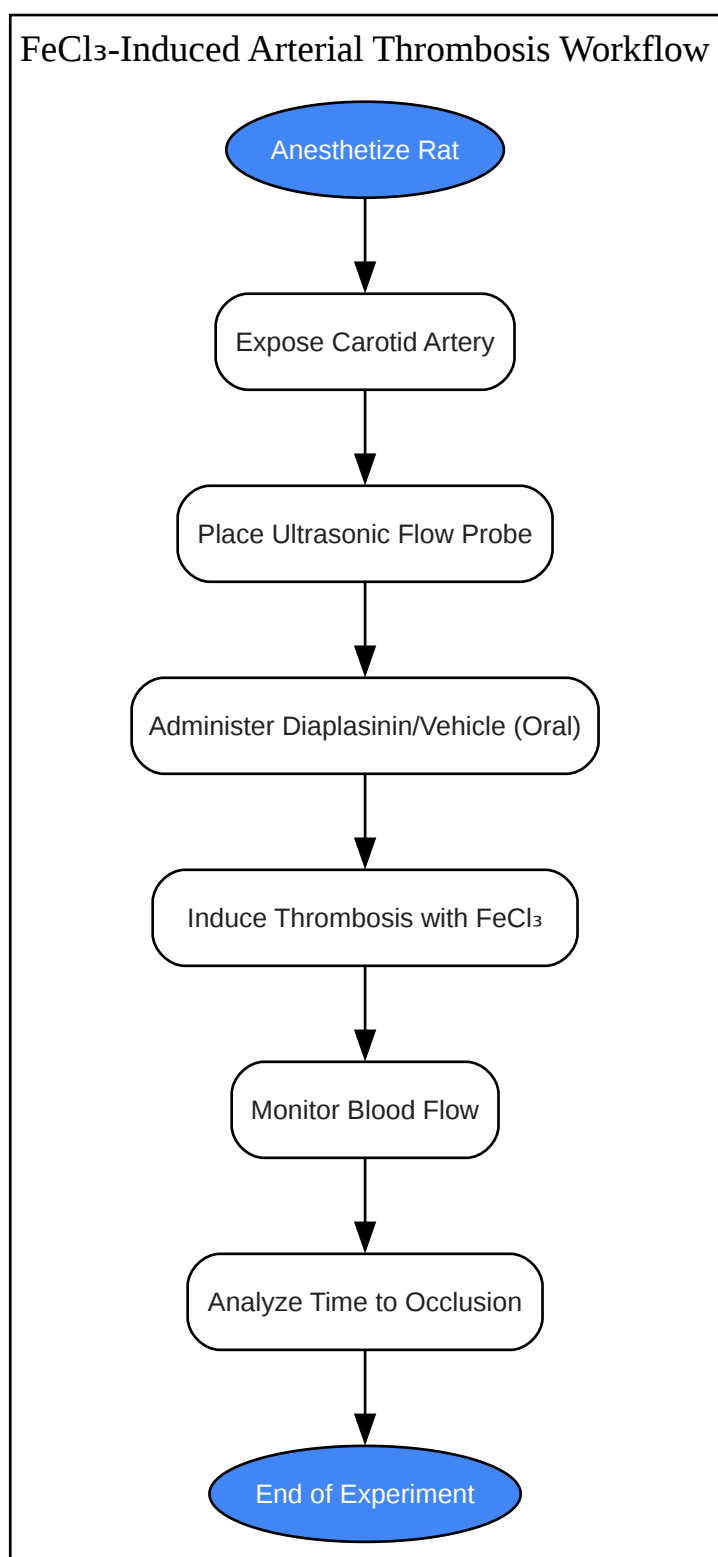 FeCl₃-Induced Arterial Thrombosis Workflow
Anesthetize Rat
Expose Carotid Artery
Place Ultrasonic Flow Probe
Administer Diaplasinin/Vehicle (Oral)
Induce Thrombosis with FeCl₃
Monitor Blood Flow
Analyze Time to Occlusion
End of Experiment